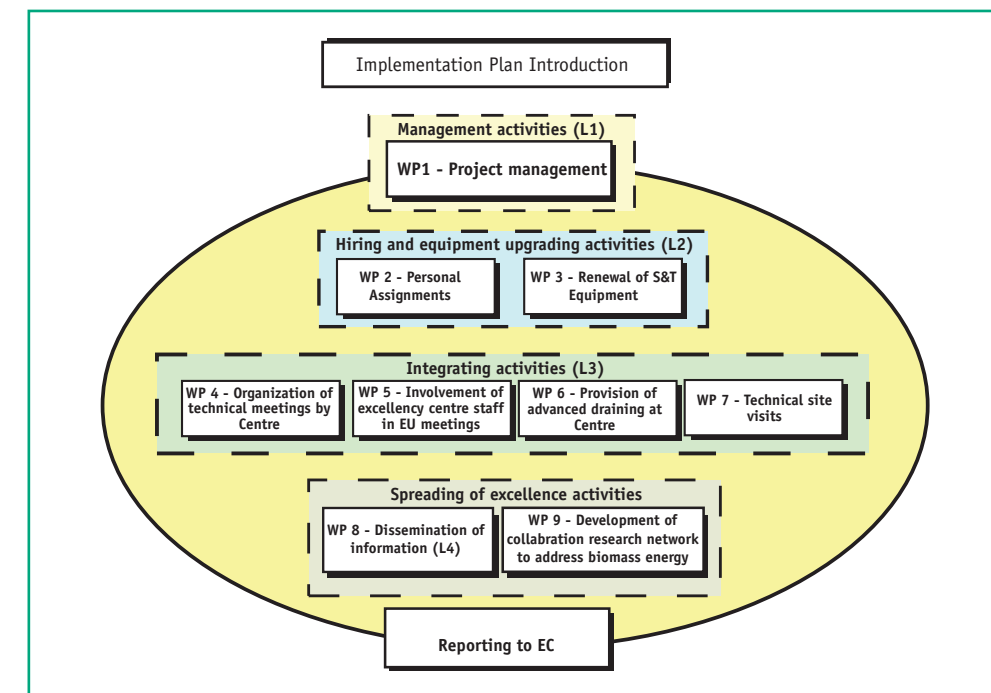 Implementation Plan Introduction
Management activities (L1)
WP1 - Project management
Hiring and equipment upgrading activities (L2)
WP 2 - Personal
Assignments
WP 3 - Renewal of S&T
Equipment
Integrating activities (L3)
WP 4 - Organization of
technical meetings by
Centre
WP 5 - Involvement of
excellency centre staff
in EU meetings
WP 6 - Provision of
advanced draining at
Centre
WP 7 - Technical site
visits
Spreading of excellence activities
WP 8 - Dissemination of
information (L4)
WP 9 - Development of
collabration research network
to address biomass energy
Reporting to EC